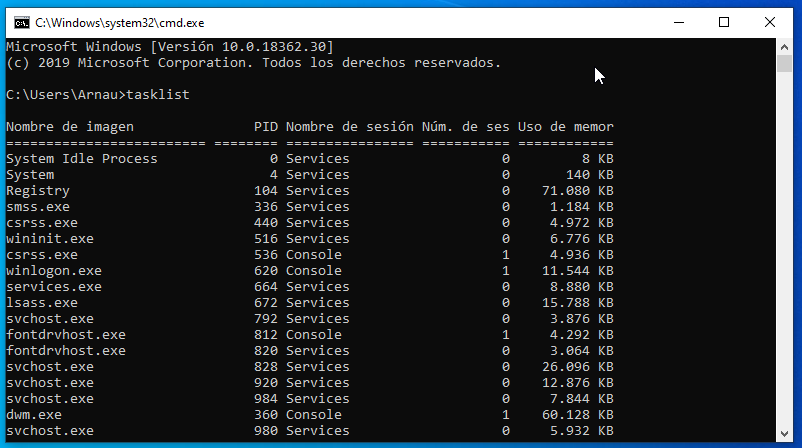 C:\Windows\system32\cmd.exe
Microsoft Windows [Versión 10.0.18362.30]
(c) 2019 Microsoft Corporation. Todos los derechos reservados.
C:\Users\Arnau>tasklist
Nombre de imagen               PID Nombre de sesión Núm. de ses Uso de memor
========================= ======== ================ =========== ============
System Idle Process              0 Services                   0         8 KB
System                           4 Services                   0       140 KB
Registry                       104 Services                   0    71.080 KB
smss.exe                       336 Services                   0     1.184 KB
csrss.exe                      440 Services                   0     4.972 KB
wininit.exe                    516 Services                   0     6.776 KB
csrss.exe                      536 Console                    1     4.936 KB
winlogon.exe                   620 Console                    1    11.544 KB
services.exe                   664 Services                   0     8.880 KB
lsass.exe                      672 Services                   0    15.788 KB
svchost.exe                    792 Services                   0     3.876 KB
fontdrvhost.exe                812 Console                    1     4.292 KB
fontdrvhost.exe                820 Services                   0     3.064 KB
svchost.exe                    828 Services                   0    26.096 KB
svchost.exe                    920 Services                   0    12.876 KB
svchost.exe                    984 Services                   0     7.844 KB
dwm.exe                        360 Console                    1    60.128 KB
svchost.exe                    980 Services                   0     5.932 KB